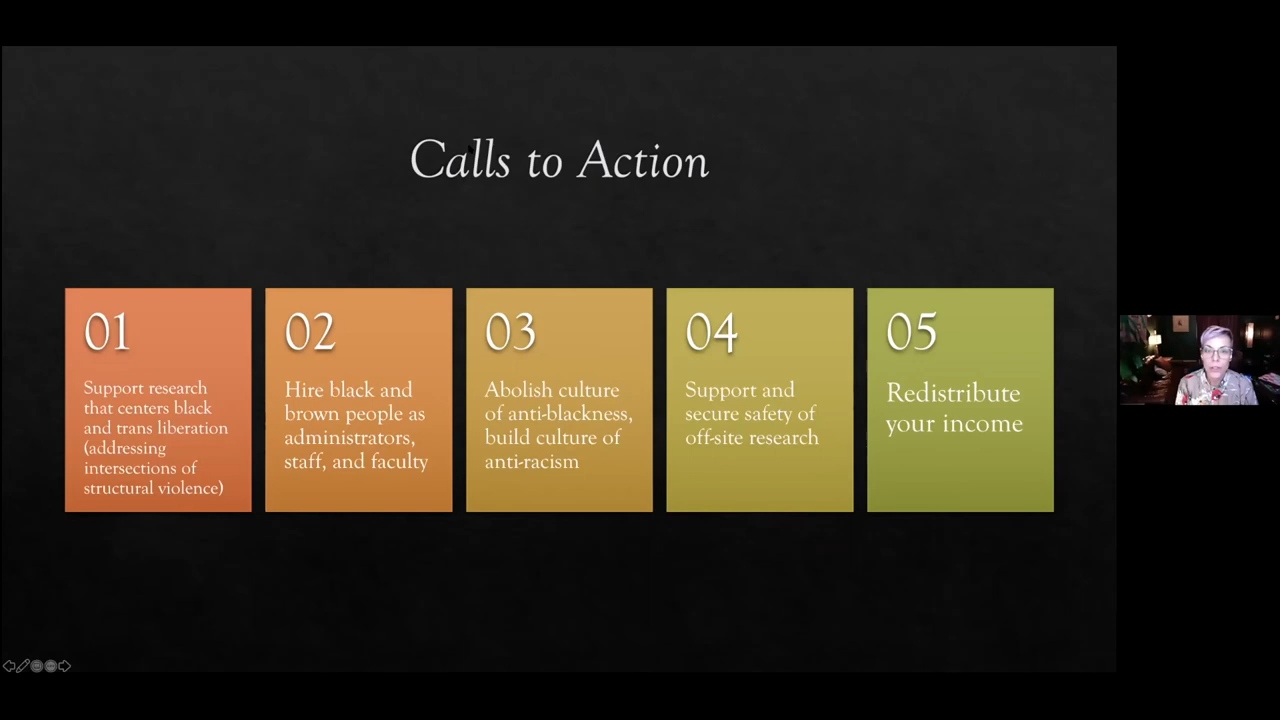 Calls to Action
01
Support research
that centers black
and trans liberation
(addressing
intersections of
structural violence)
02
Hire black and
brown people as
administrators,
staff, and faculty
03
Abolish culture
of anti-blackness,
build culture of
anti-racism
04
Support and
secure safety of
off-site research
05
Redistribute
your income